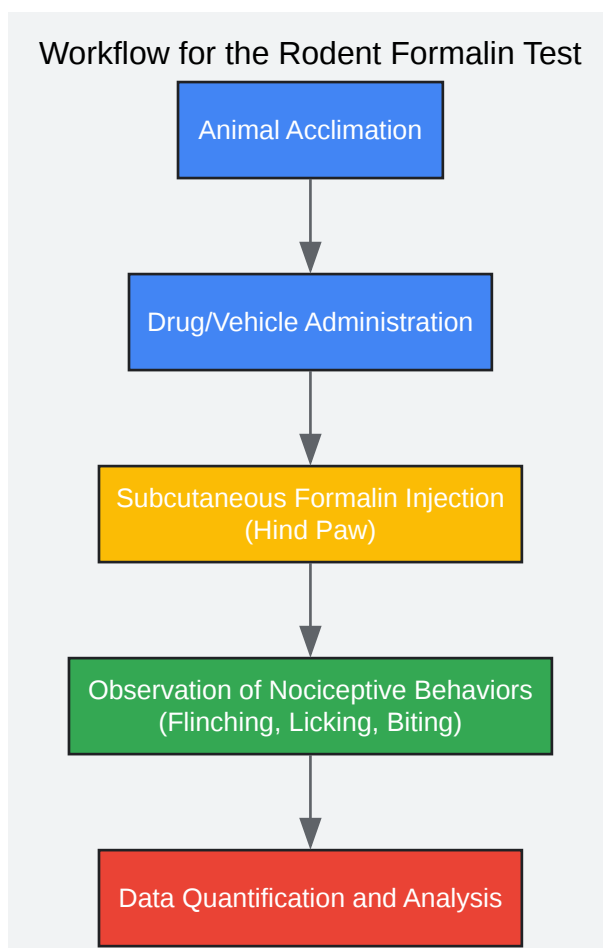 Workflow for the Rodent Formalin Test
Animal Acclimation
Drug/Vehicle Administration
Subcutaneous Formalin Injection
(Hind Paw)
Observation of Nociceptive Behaviors
(Flinching, Licking, Biting)
Data Quantification and Analysis